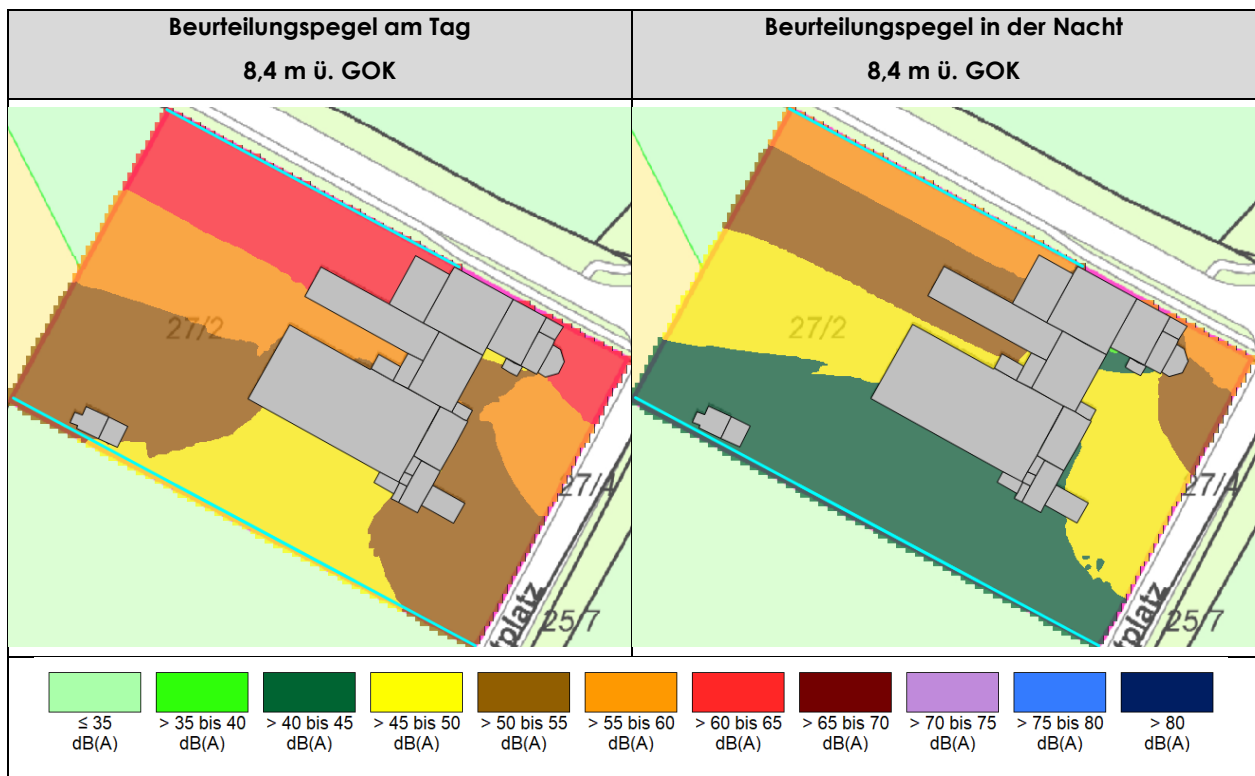 Beurteilungspegel am Tag
8,4 m ü. GOK
Beurteilungspegel in der Nacht
8,4 m ü. GOK
27/2
27/4
tplatz
25/7
27/2
27/4
tplatz
25/7
≤ 35 dB(A)
> 35 bis 40 dB(A)
> 40 bis 45 dB(A)
> 45 bis 50 dB(A)
> 50 bis 55 dB(A)
> 55 bis 60 dB(A)
> 60 bis 65 dB(A)
> 65 bis 70 dB(A)
> 70 bis 75 dB(A)
> 75 bis 80 dB(A)
> 80 dB(A)